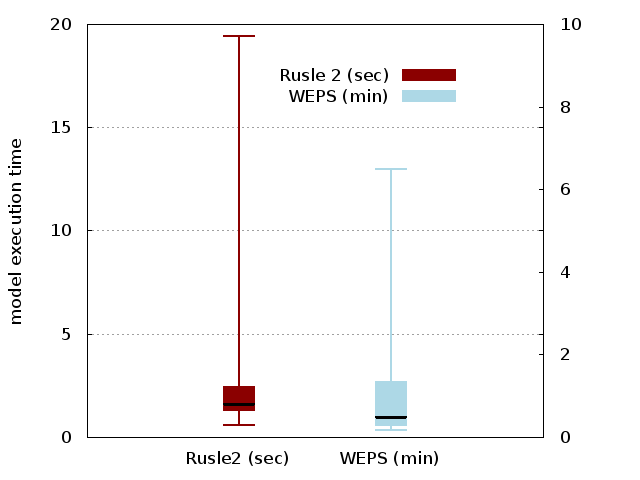 20
10
Rusle 2 (sec)
WEPS (min)
8
15
model execution time
6
10
4
5
2
0
0
Rusle2 (sec)
WEPS (min)